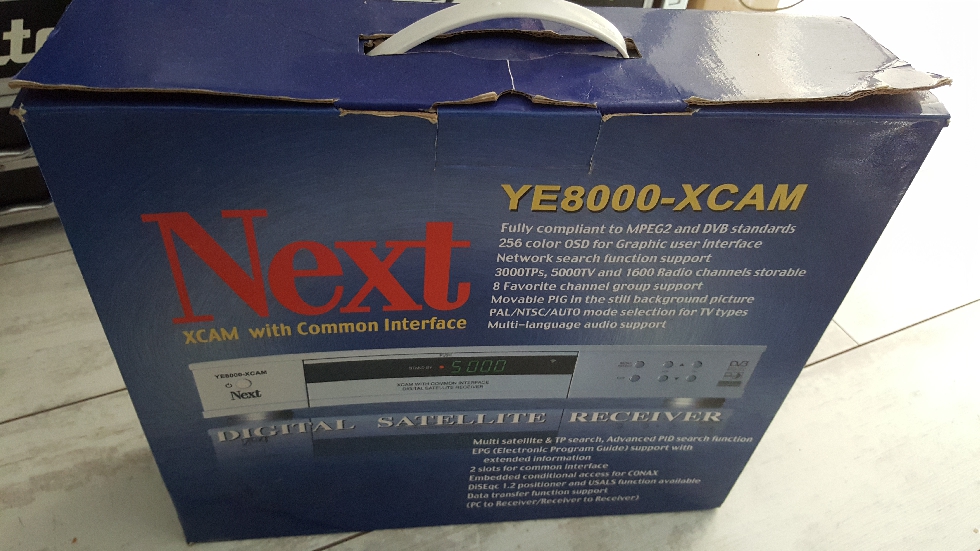 YE8000-XCAM
Fully compliant to MPEG2 and DVB standards
256 color OSD for Graphic user interface
Network search function support
3000TPs, 5000TV and 1600 Radio channels storable
8 Favorite channel group support
Movable PIG in the still background picture
PAL/NTSC/AUTO mode selection for TV types
Multi-language audio support
Next
XCAM with Common Interface
YE8000-XCAM
Next
5000
XCAM WITH COMMON INTERFACE
DIGITAL SATELLITE RECEIVER
DVB
DIGITAL SATELLITE RECEIVER
Multi satellite & TP search, Advanced PID search function
EPG (Electronic Program Guide) support with
extended information
2 slots for common interface
Embedded conditional access for CONAX
DiSEqc 1.2 positioner and USALS function available
Data transfer function support
(PC to Receiver/Receiver to Receiver)